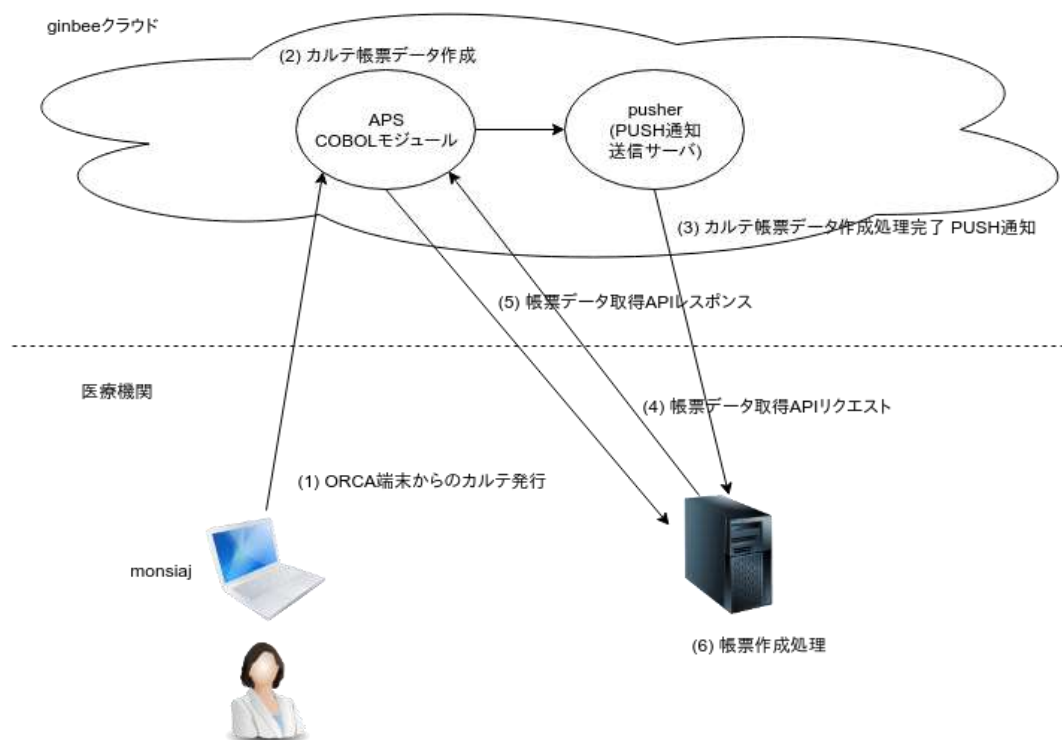 ginbeeクラウド
(2) カルテ帳票データ作成
APS
COBOLモジュール
pusher
(PUSH通知
送信サーバ)
(3) カルテ帳票データ作成処理完了 PUSH通知
(5) 帳票データ取得APIレスポンス
医療機関
(4) 帳票データ取得APIリクエスト
(1) ORCA端末からのカルテ発行
monsiaj
(6) 帳票作成処理